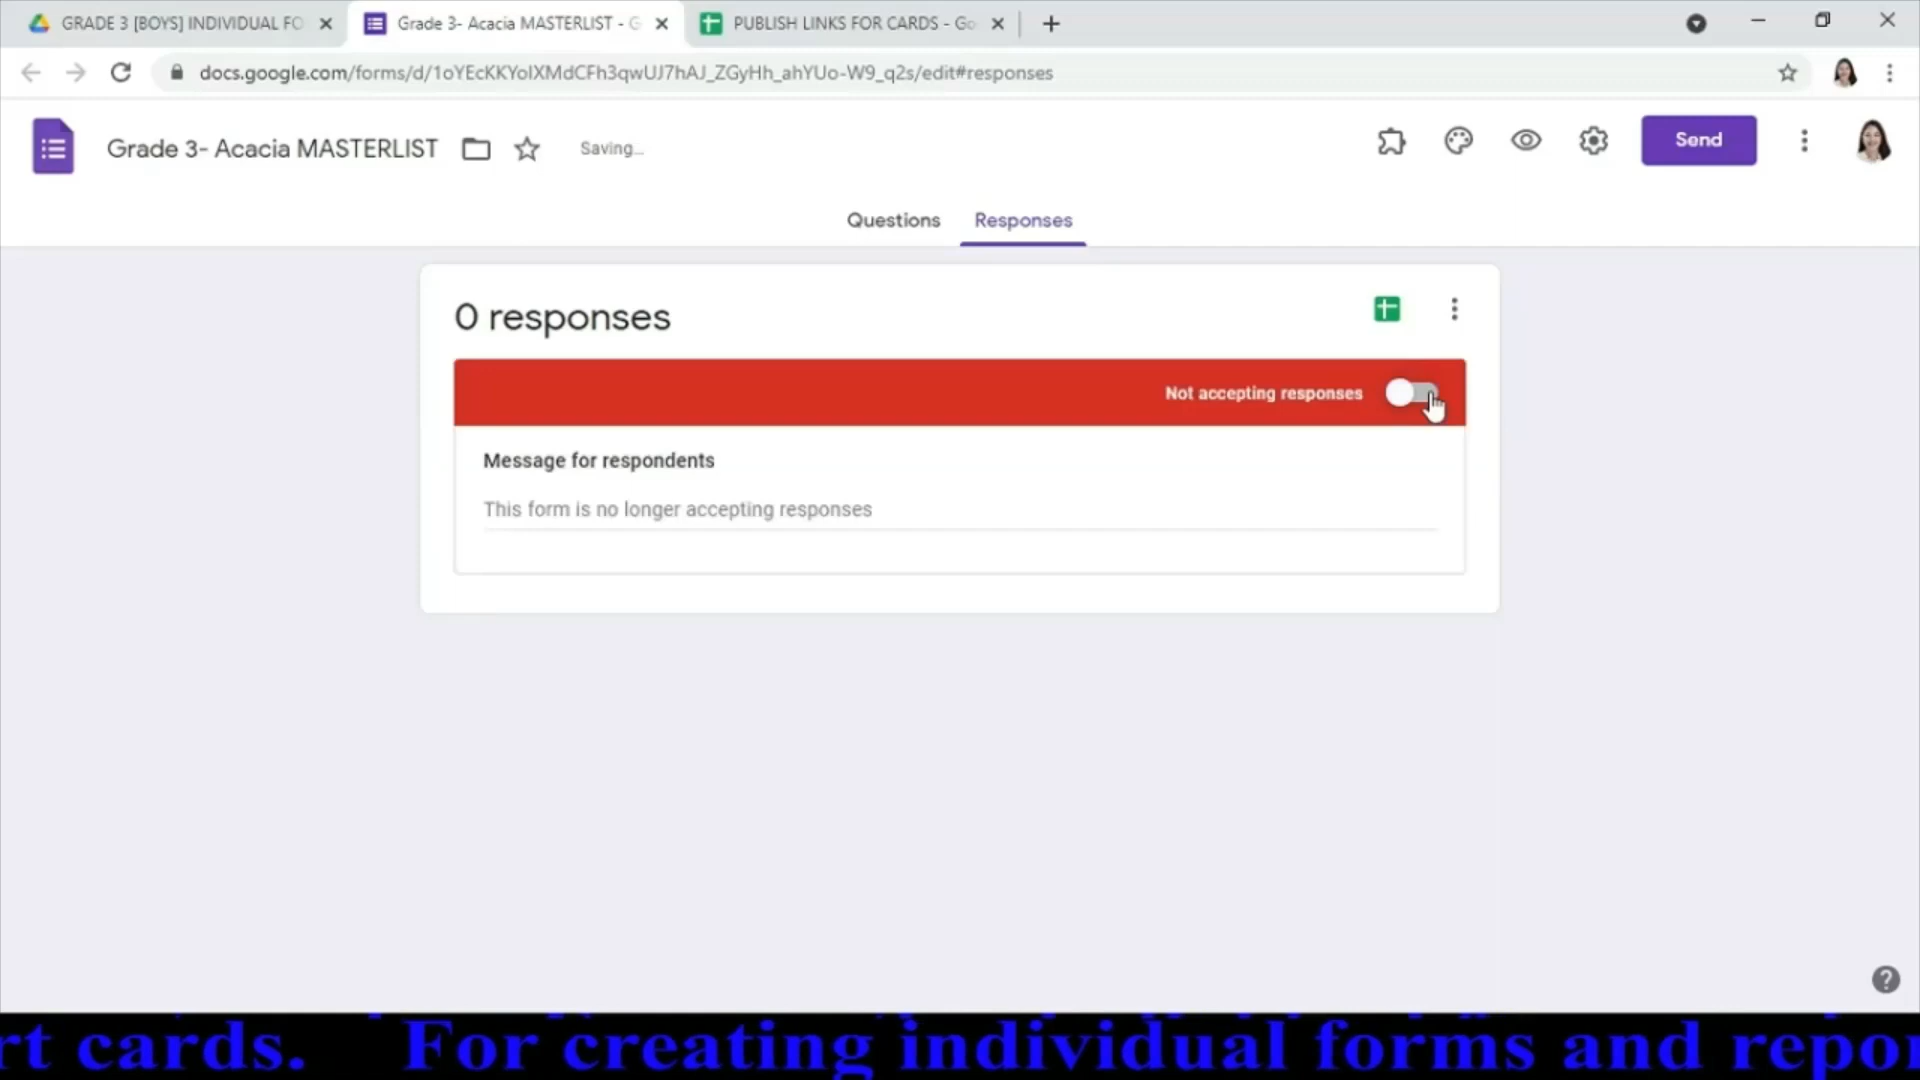 GRADE 3 [BOYS] INDIVIDUAL FO
Grade 3- Acacia MASTERLIST - G
PUBLISH LINKS FOR CARDS - Go
docs.google.com/forms/d/1oYEcKKYoIXMdCFh3qwUJ7hAJ_ZGyHh_ahYUo-W9_q2s/edit#responses
Grade 3- Acacia MASTERLIST
Saving...
Send
Questions
Responses
0 responses
Not accepting responses
Message for respondents
This form is no longer accepting responses
rt cards. For creating individual forms and repor